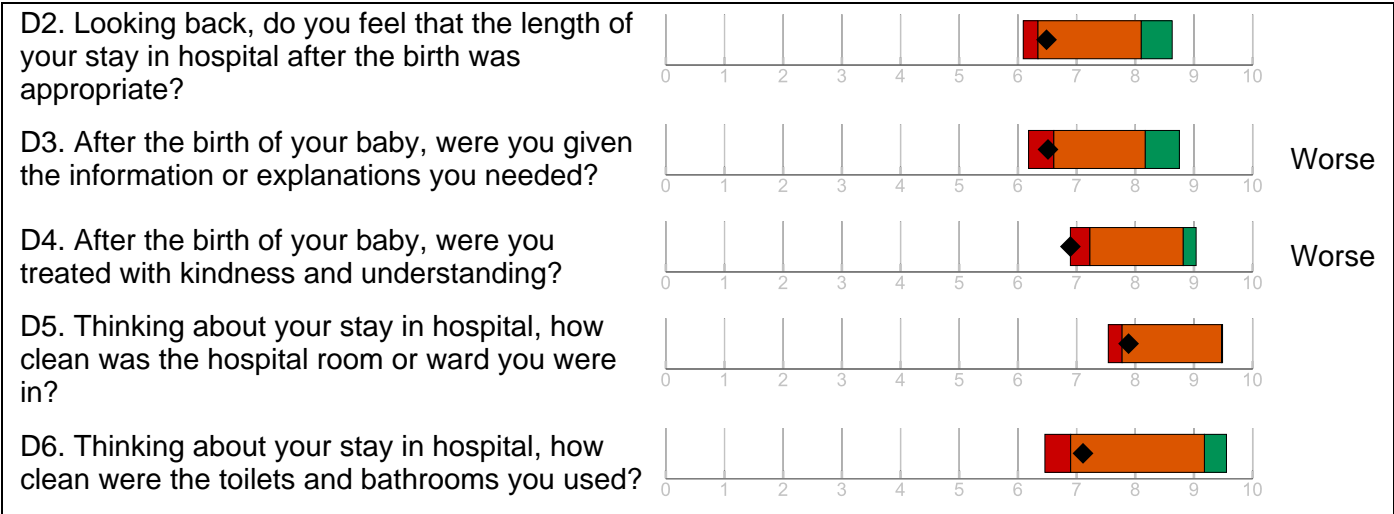 D2. Looking back, do you feel that the length of
your stay in hospital after the birth was
appropriate?
0 1 2 3 4 5 6 7 8 9 10
D3. After the birth of your baby, were you given
the information or explanations you needed?
Worse
0 1 2 3 4 5 6 7 8 9 10
D4. After the birth of your baby, were you
treated with kindness and understanding?
Worse
0 1 2 3 4 5 6 7 8 9 10
D5. Thinking about your stay in hospital, how
clean was the hospital room or ward you were
in?
0 1 2 3 4 5 6 7 8 9 10
D6. Thinking about your stay in hospital, how
clean were the toilets and bathrooms you used?
0 1 2 3 4 5 6 7 8 9 10